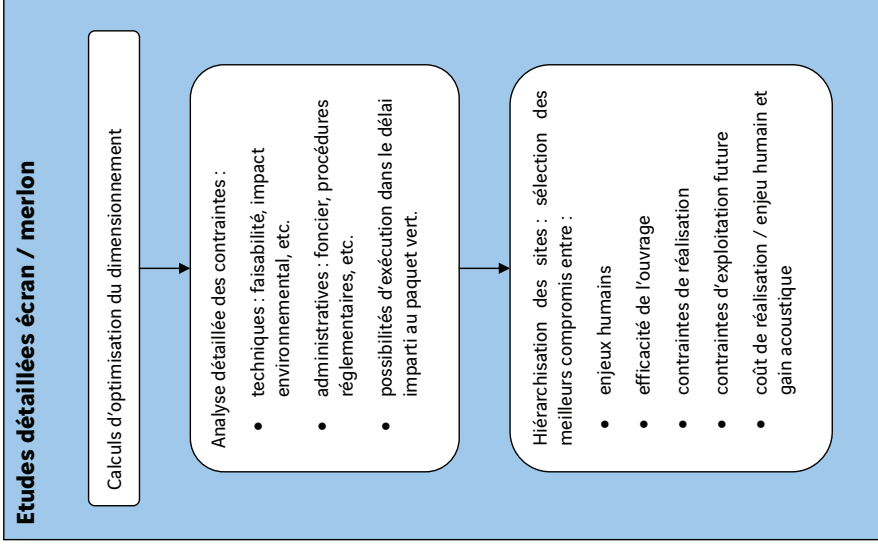 Etudes détaillées écran / merlon
Calculs d'optimisation du dimensionnement
Analyse détaillée des contraintes :
• techniques : faisabilité, impact
environnemental, etc.
• administratives : foncier, procédures
réglementaires, etc.
• possibilités d'exécution dans le délai
imparti au paquet vert.
Hiérarchisation des sites : sélection des
meilleurs compromis entre :
• enjeux humains
• efficacité de l'ouvrage
• contraintes de réalisation
• contraintes d'exploitation future
• coût de réalisation / enjeu humain et
gain acoustique